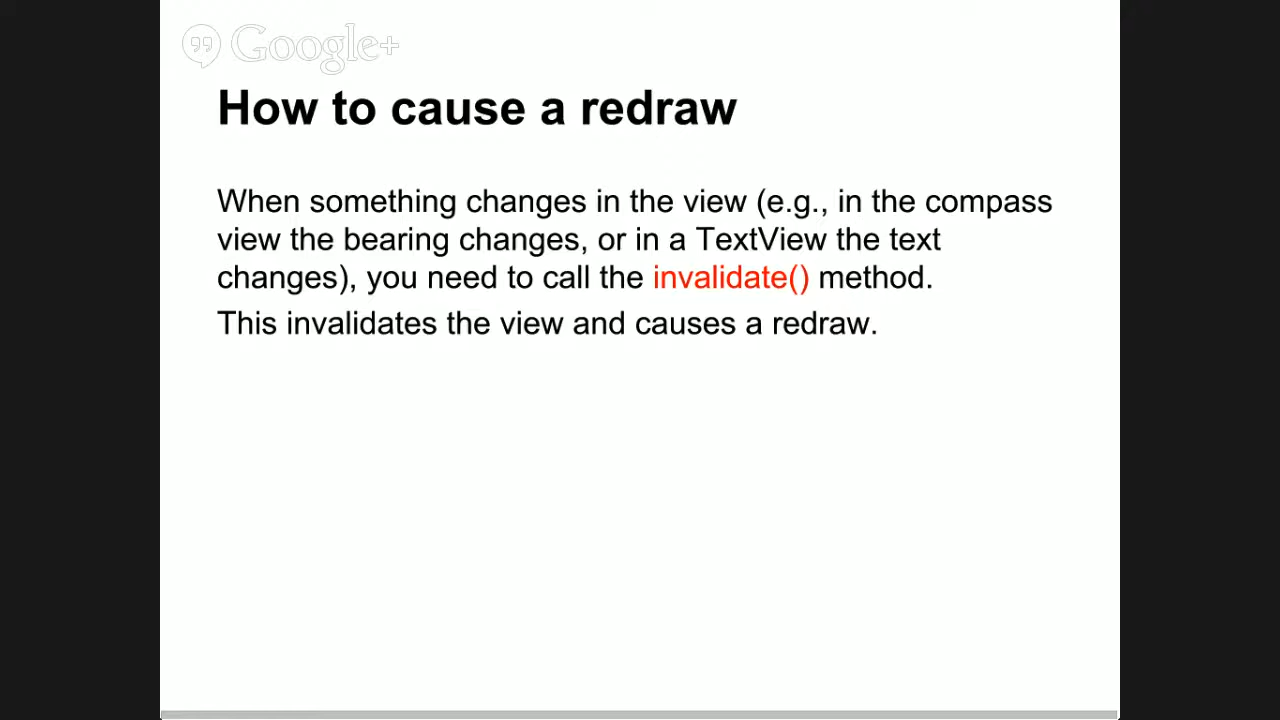 Google+
How to cause a redraw
When something changes in the view (e.g., in the compass
view the bearing changes, or in a TextView the text
changes), you need to call the invalidate() method.
This invalidates the view and causes a redraw.